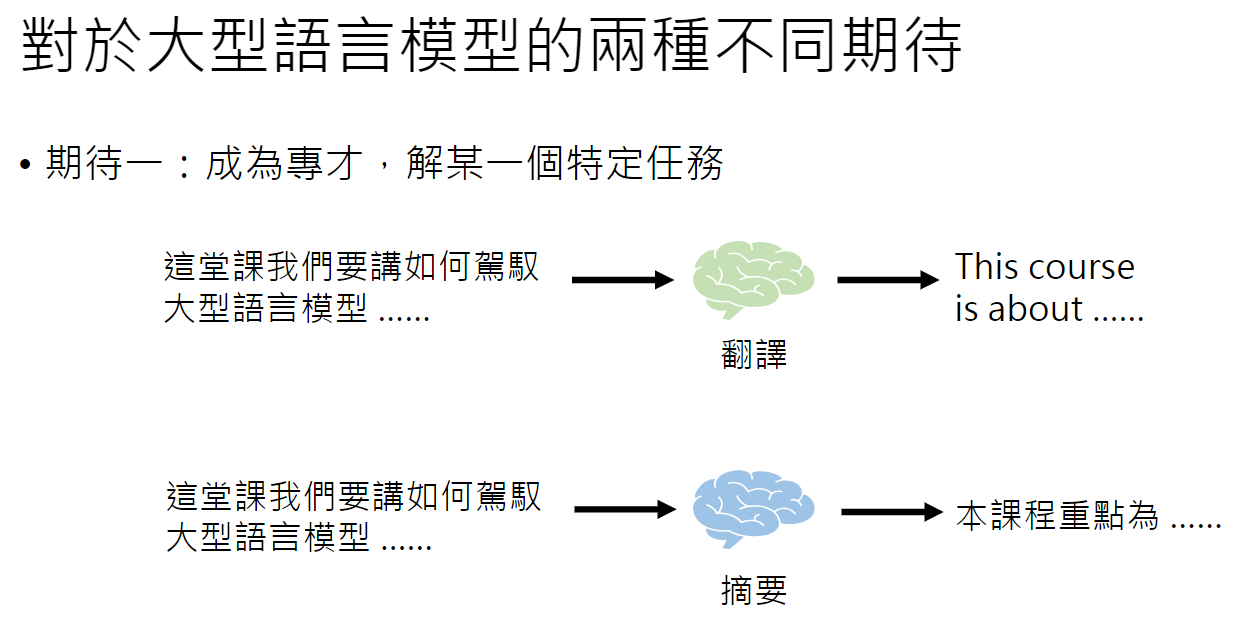 對於大型語言模型的兩種不同期待
• 期待一：成為專才，解某一個特定任務
這堂課我們要講如何駕馭
大型語言模型 ……
翻譯
This course
is about ……
這堂課我們要講如何駕馭
大型語言模型 ……
摘要
本課程重點為 ……